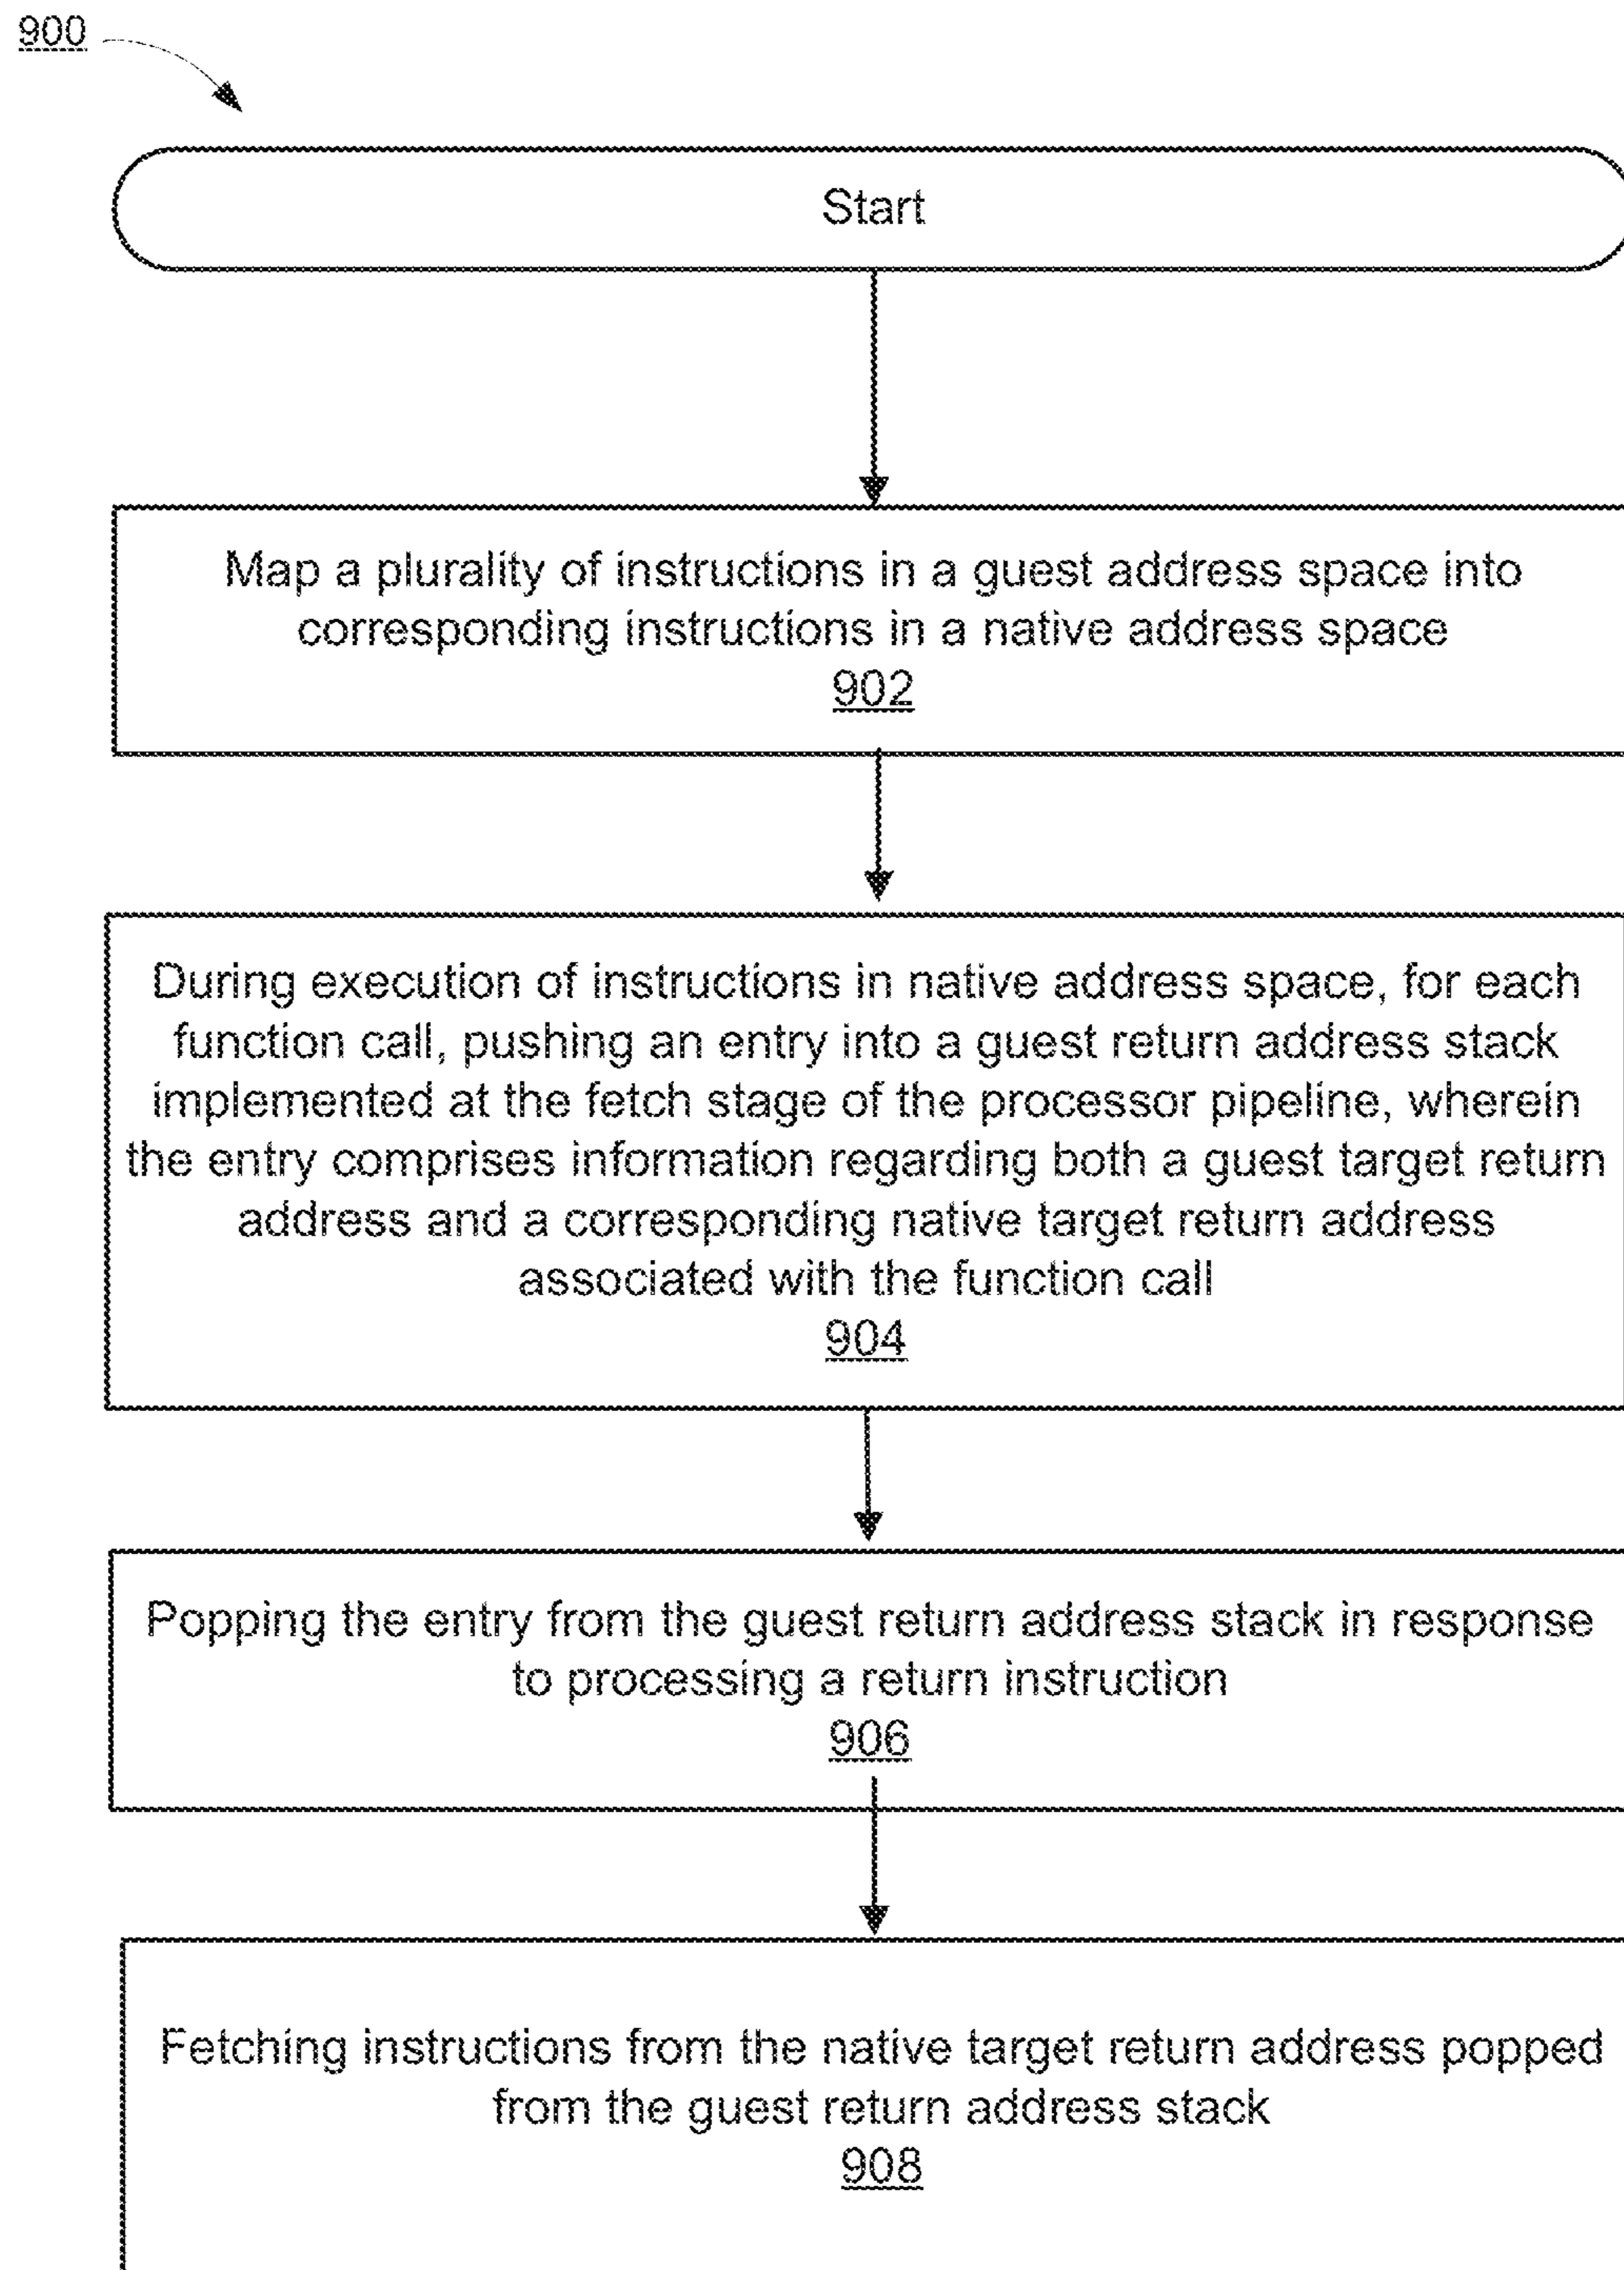 900
Start
Map a plurality of instructions in a guest address space into
corresponding instructions in a native address space
902
During execution of instructions in native address space, for each
function call, pushing an entry into a guest return address stack
implemented at the fetch stage of the processor pipeline, wherein
the entry comprises information regarding both a guest target return
address and a corresponding native target return address
associated with the function call
904
Popping the entry from the guest return address stack in response
to processing a return instruction
906
Fetching instructions from the native target return address popped
from the guest return address stack
908